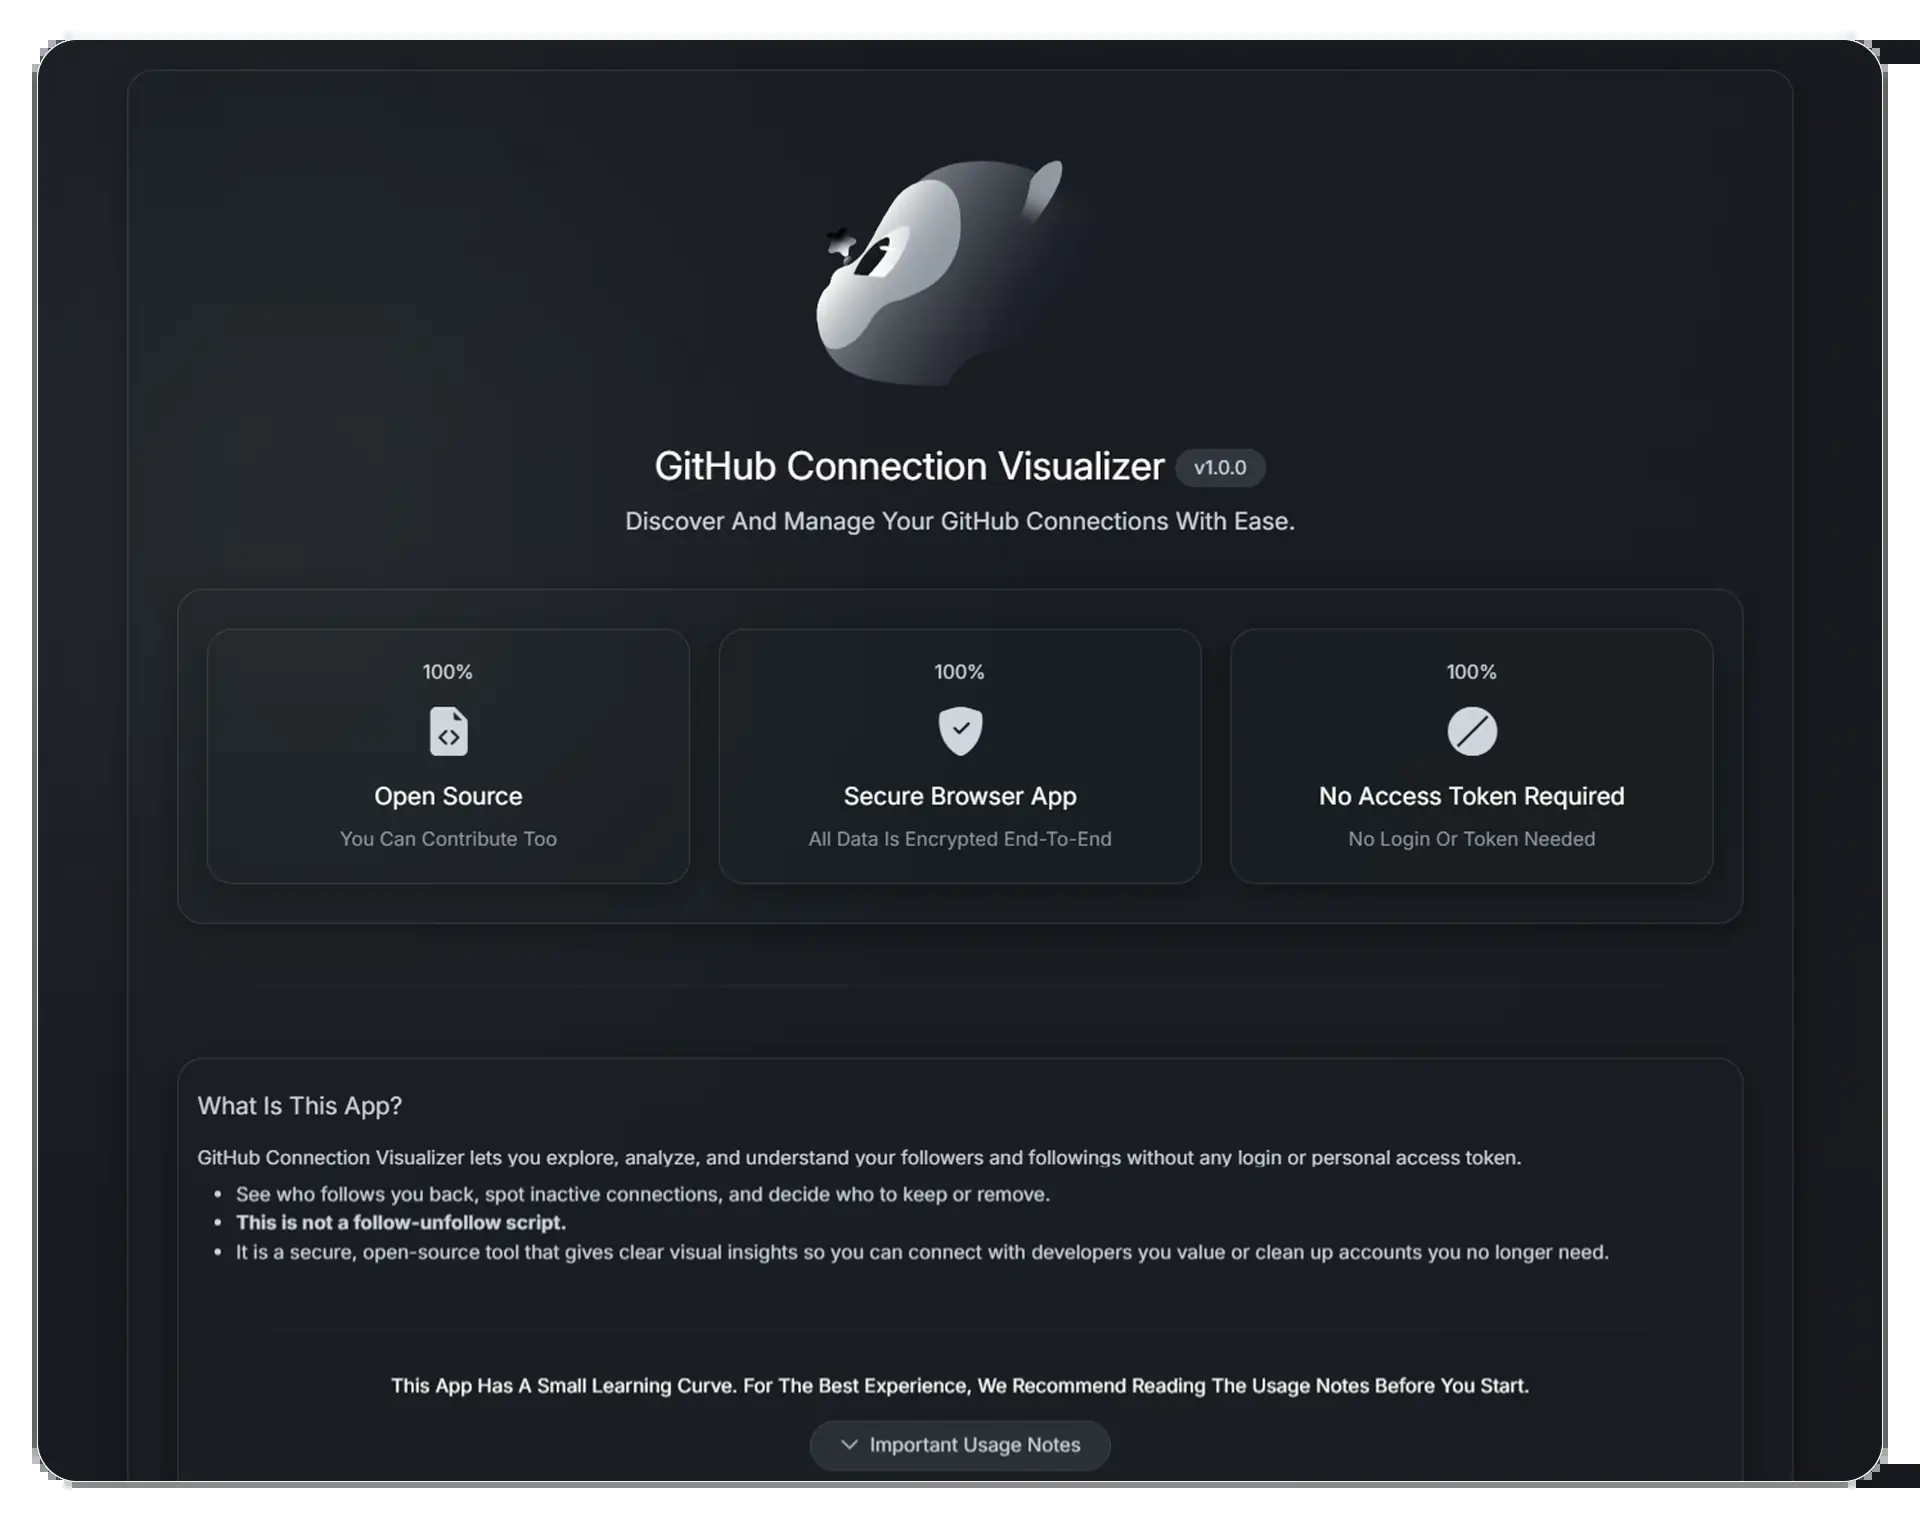 GitHub Connection Visualizer v1.0.0
Discover And Manage Your GitHub Connections With Ease.
100%
Open Source
You Can Contribute Too
100%
Secure Browser App
All Data Is Encrypted End-To-End
100%
No Access Token Required
No Login Or Token Needed
What Is This App?
GitHub Connection Visualizer lets you explore, analyze, and understand your followers and followings without any login or personal access token.
• See who follows you back, spot inactive connections, and decide who to keep or remove.
• This is not a follow-unfollow script.
• It is a secure, open-source tool that gives clear visual insights so you can connect with developers you value or clean up accounts you no longer need.
This App Has A Small Learning Curve. For The Best Experience, We Recommend Reading The Usage Notes Before You Start.
Important Usage Notes